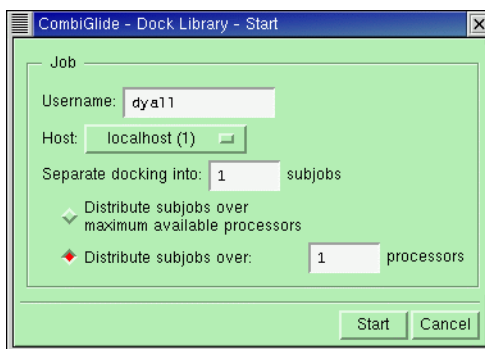 CombiGlide - Dock Library - Start
Job
Username: dyall
Host: localhost (1)
Separate docking into: 1 subjobs
Distribute subjobs over
maximum available processors
Distribute subjobs over: 1 processors
Start Cancel